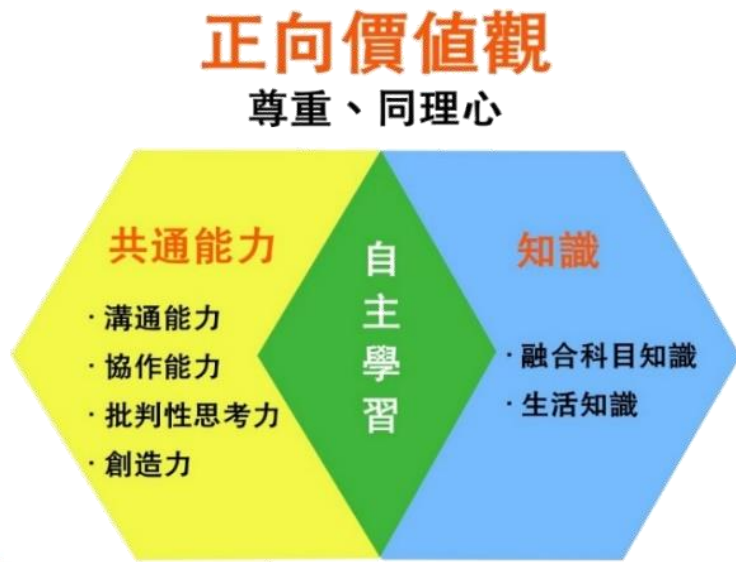 正向價值觀
尊重、同理心
共通能力
·溝通能力
·協作能力
·批判性思考力
·創造力
自主學習
知識
·融合科目知識
·生活知識